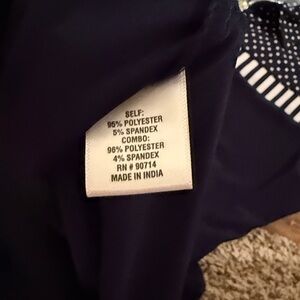 SELF:
95% POLYESTER
5% SPANDEX
COMBO:
96% POLYESTER
4% SPANDEX
RN # 90714
MADE IN INDIA